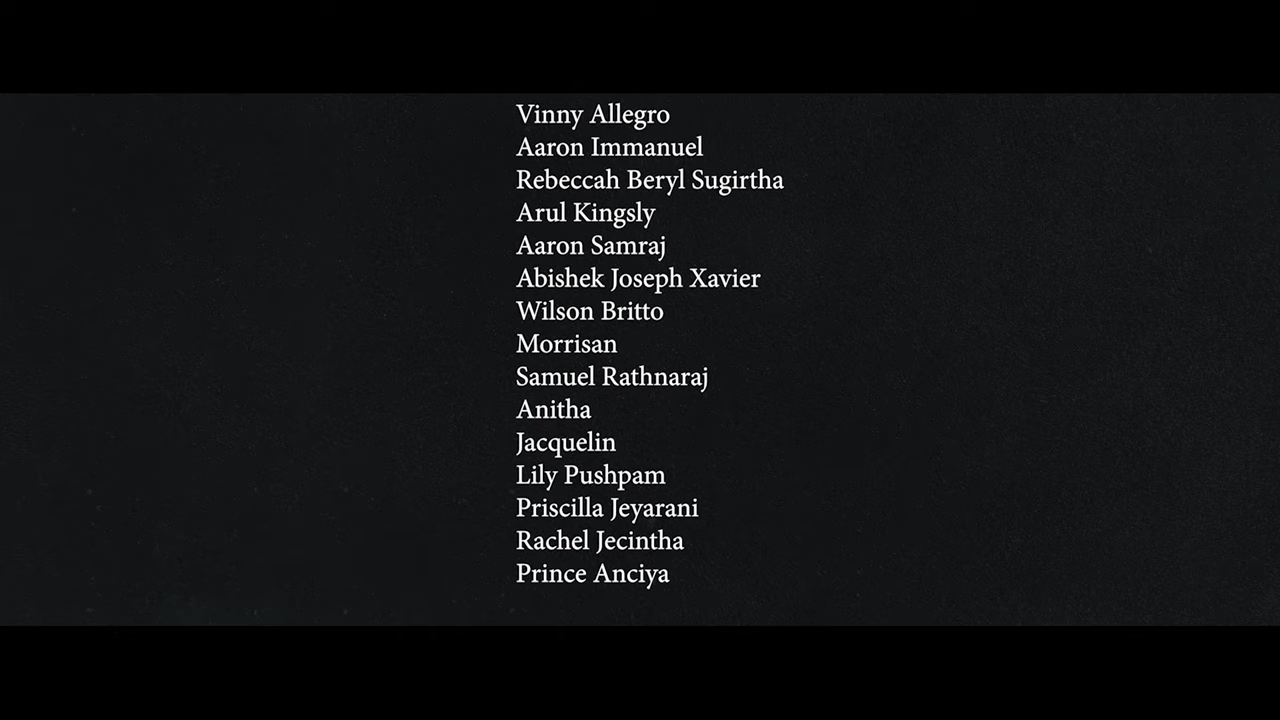 Vinny Allegro
Aaron Immanuel
Rebeccah Beryl Sugirtha
Arul Kingsly
Aaron Samraj
Abishek Joseph Xavier
Wilson Britto
Morrisan
Samuel Rathnaraj
Anitha
Jacquelin
Lily Pushpam
Priscilla Jeyarani
Rachel Jecintha
Prince Anciya